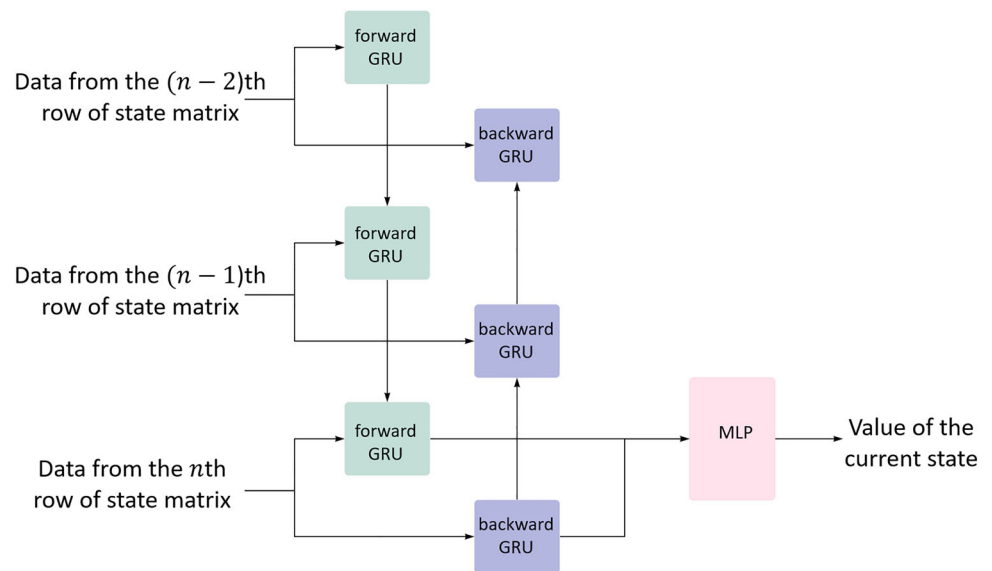 forward
GRU
Data from the (n − 2)th
row of state matrix
backward
GRU
forward
GRU
Data from the (n − 1)th
row of state matrix
backward
GRU
forward
GRU
MLP
Value of the
current state
Data from the nth
row of state matrix
backward
GRU